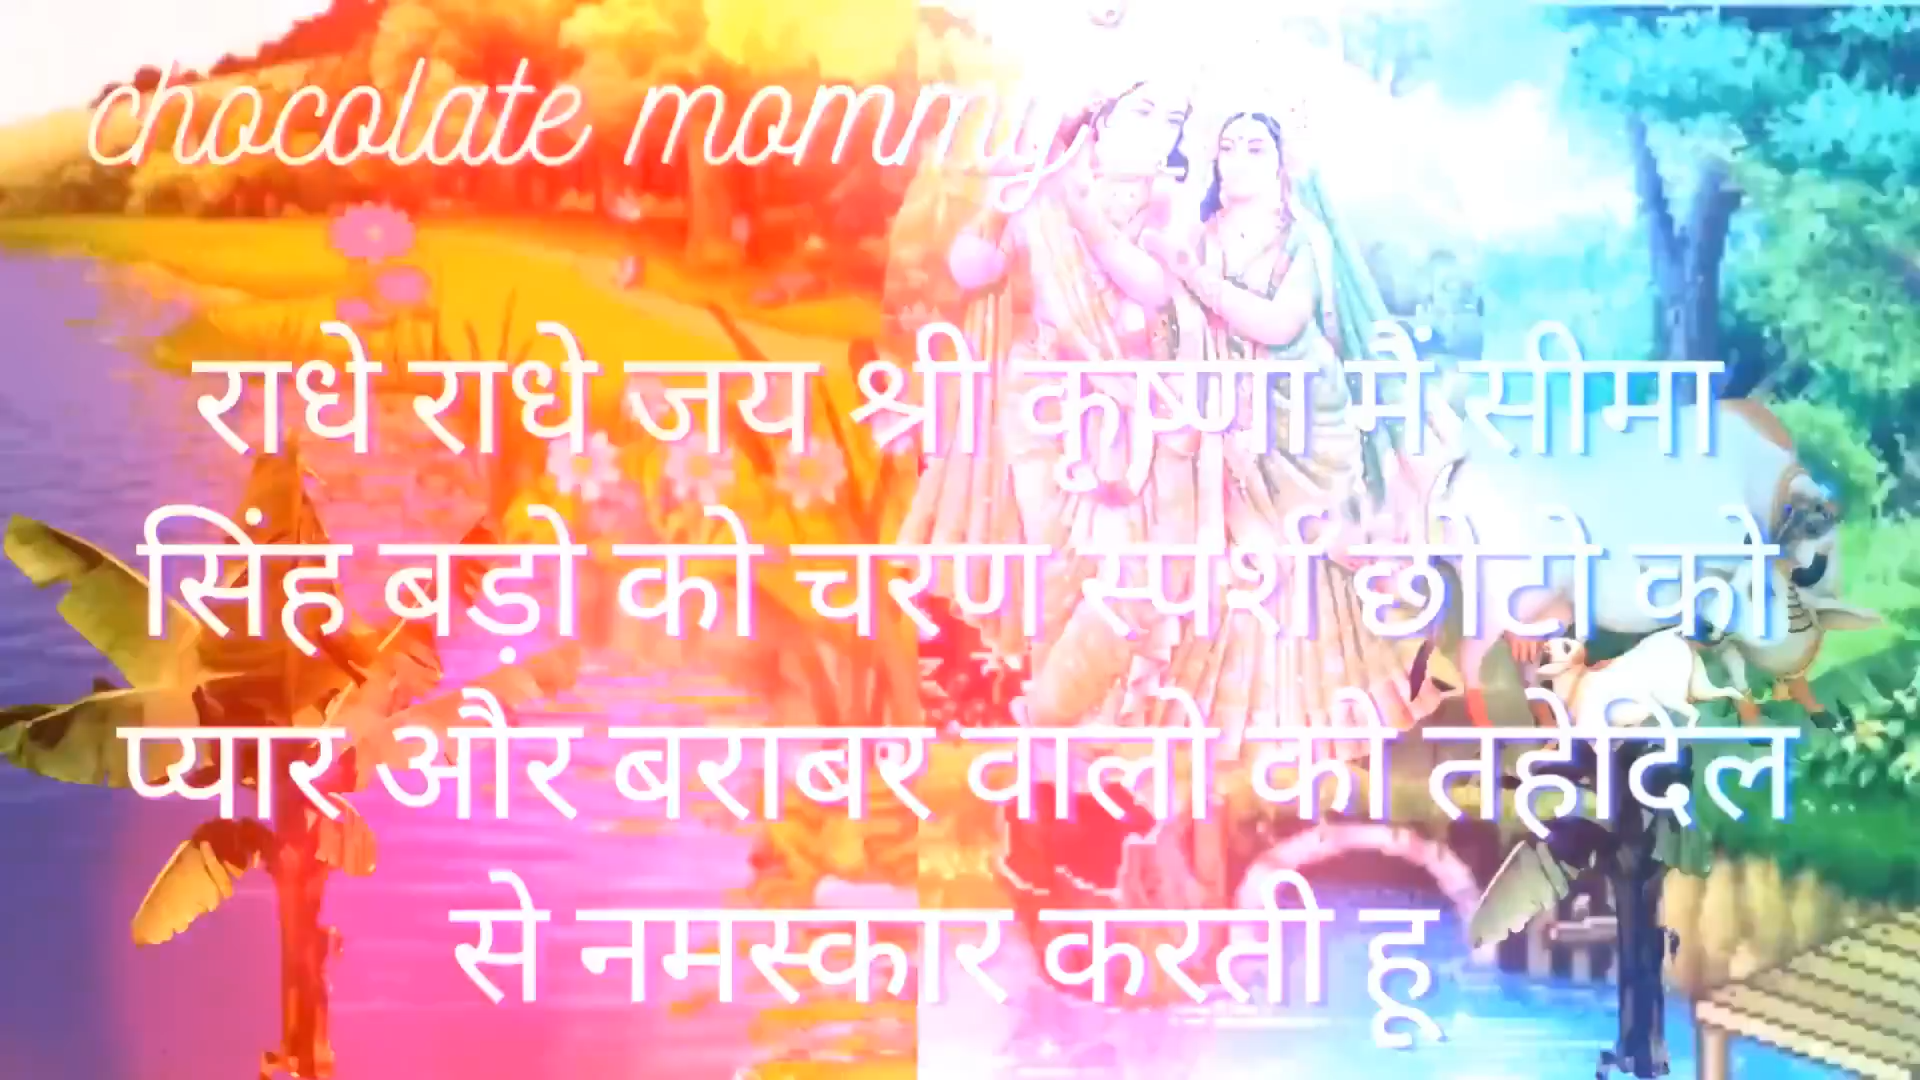 chocolate mommy
राधे राधे जय श्री कृष्णा मैं सीमा
सिंह बड़ो को चरण स्पर्श छोटो को
प्यार और बराबर वालो को तहेदिल
से नमस्कार करती हू